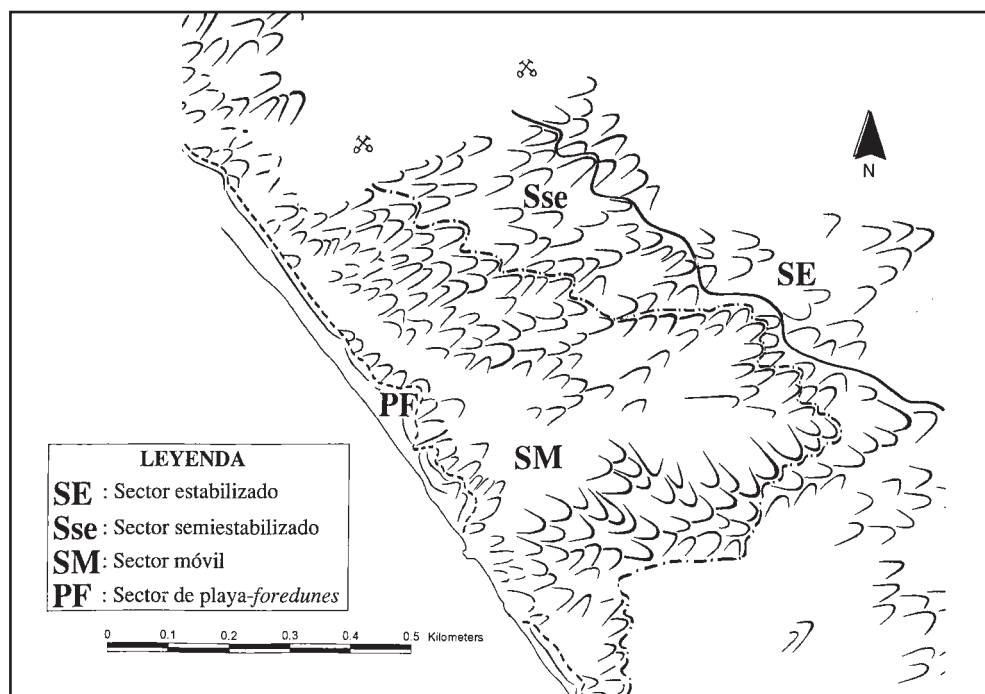 N
Sse
SE
PF
SM
LEYENDA
SE : Sector estabilizado
Sse : Sector semiestabilizado
SM : Sector móvil
PF : Sector de playa-foredunes
0 0.1 0.2 0.3 0.4 0.5 Kilometers